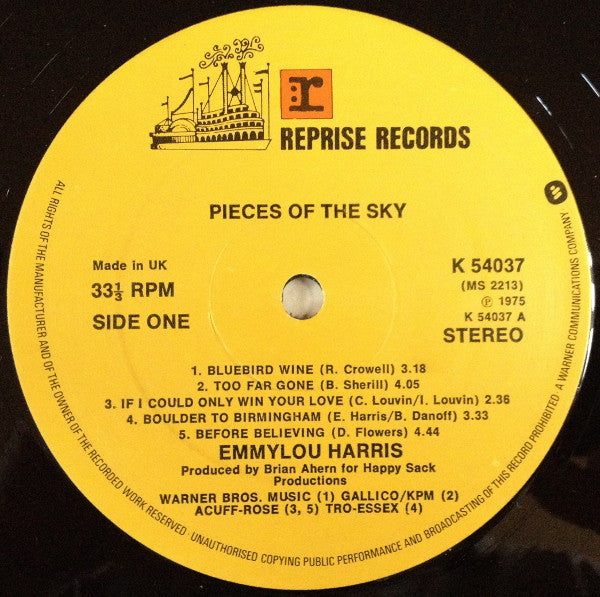 r
REPRISE RECORDS
PIECES OF THE SKY
Made in UK
33⅓ RPM
SIDE ONE
K 54037
(MS 2213)
℗ 1975
K 54037 A
STEREO
1. BLUEBIRD WINE (R. Crowell) 3.18
2. TOO FAR GONE (B. Sherill) 4.05
3. IF I COULD ONLY WIN YOUR LOVE (C. Louvin/I. Louvin) 2.36
4. BOULDER TO BIRMINGHAM (E. Harris/B. Danoff) 3.33
5. BEFORE BELIEVING (D. Flowers) 4.44
EMMYLOU HARRIS
Produced by Brian Ahern for Happy Sack
Productions
WARNER BROS. MUSIC (1) GALLICO/KPM (2)
ACUFF-ROSE (3, 5) TRO-ESSEX (4)
ALL RIGHTS OF THE MANUFACTURER AND OF THE OWNER OF THE RECORDED WORK RESERVED. UNAUTHORISED COPYING PUBLIC PERFORMANCE AND BROADCASTING OF THIS RECORD PROHIBITED. A WARNER COMMUNICATIONS COMPANY